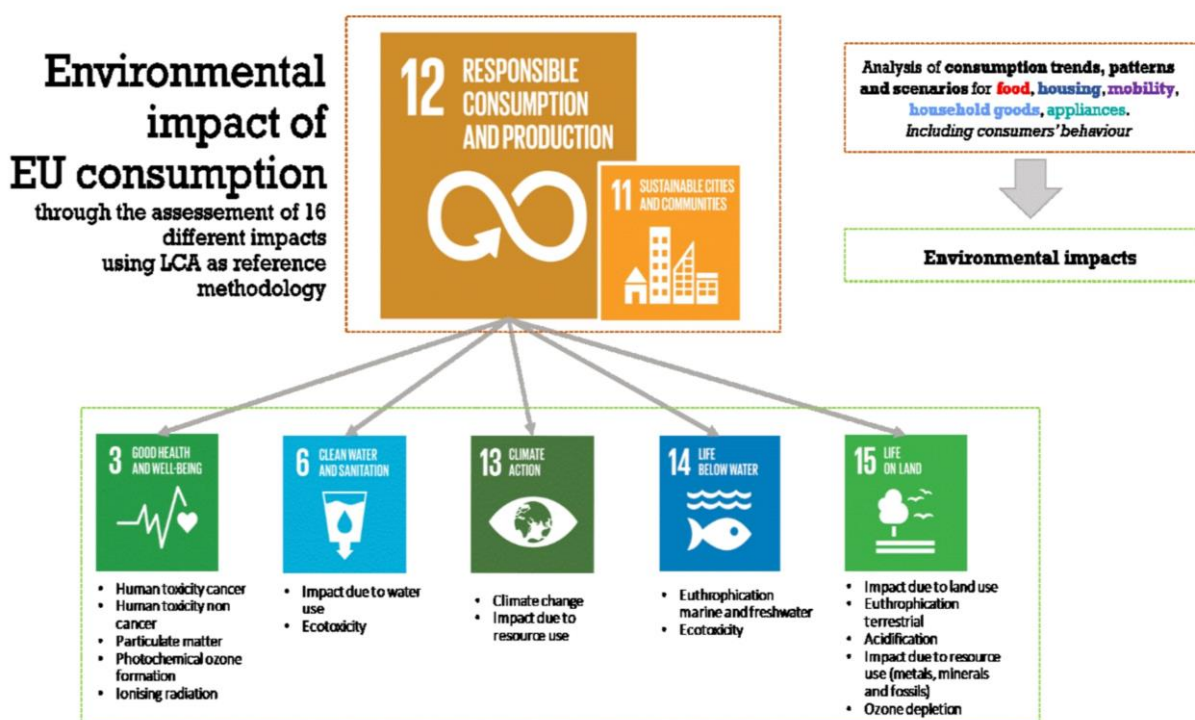 Environmental
impact of
EU consumption
through the assessement of 16
different impacts
using LCA as reference
methodology
12 RESPONSIBLE
CONSUMPTION
AND PRODUCTION
11 SUSTAINABLE CITIES
AND COMMUNITIES
Analysis of consumption trends, patterns
and scenarios for food, housing, mobility,
household goods, appliances.
Including consumers' behaviour
Environmental impacts
3 GOOD HEALTH
AND WELL-BEING
• Human toxicity cancer
• Human toxicity non
cancer
• Particulate matter
• Photochemical ozone
formation
• Ionising radiation
6 CLEAN WATER
AND SANITATION
• Impact due to water
use
• Ecotoxicity
13 CLIMATE
ACTION
• Climate change
• Impact due to
resource use
14 LIFE
BELOW WATER
• Euthrophication
marine and freshwater
• Ecotoxicity
15 LIFE
ON LAND
• Impact due to land use
• Euthrophication
terrestrial
• Acidification
• Impact due to resource
use (metals, minerals
and fossils)
• Ozone depletion